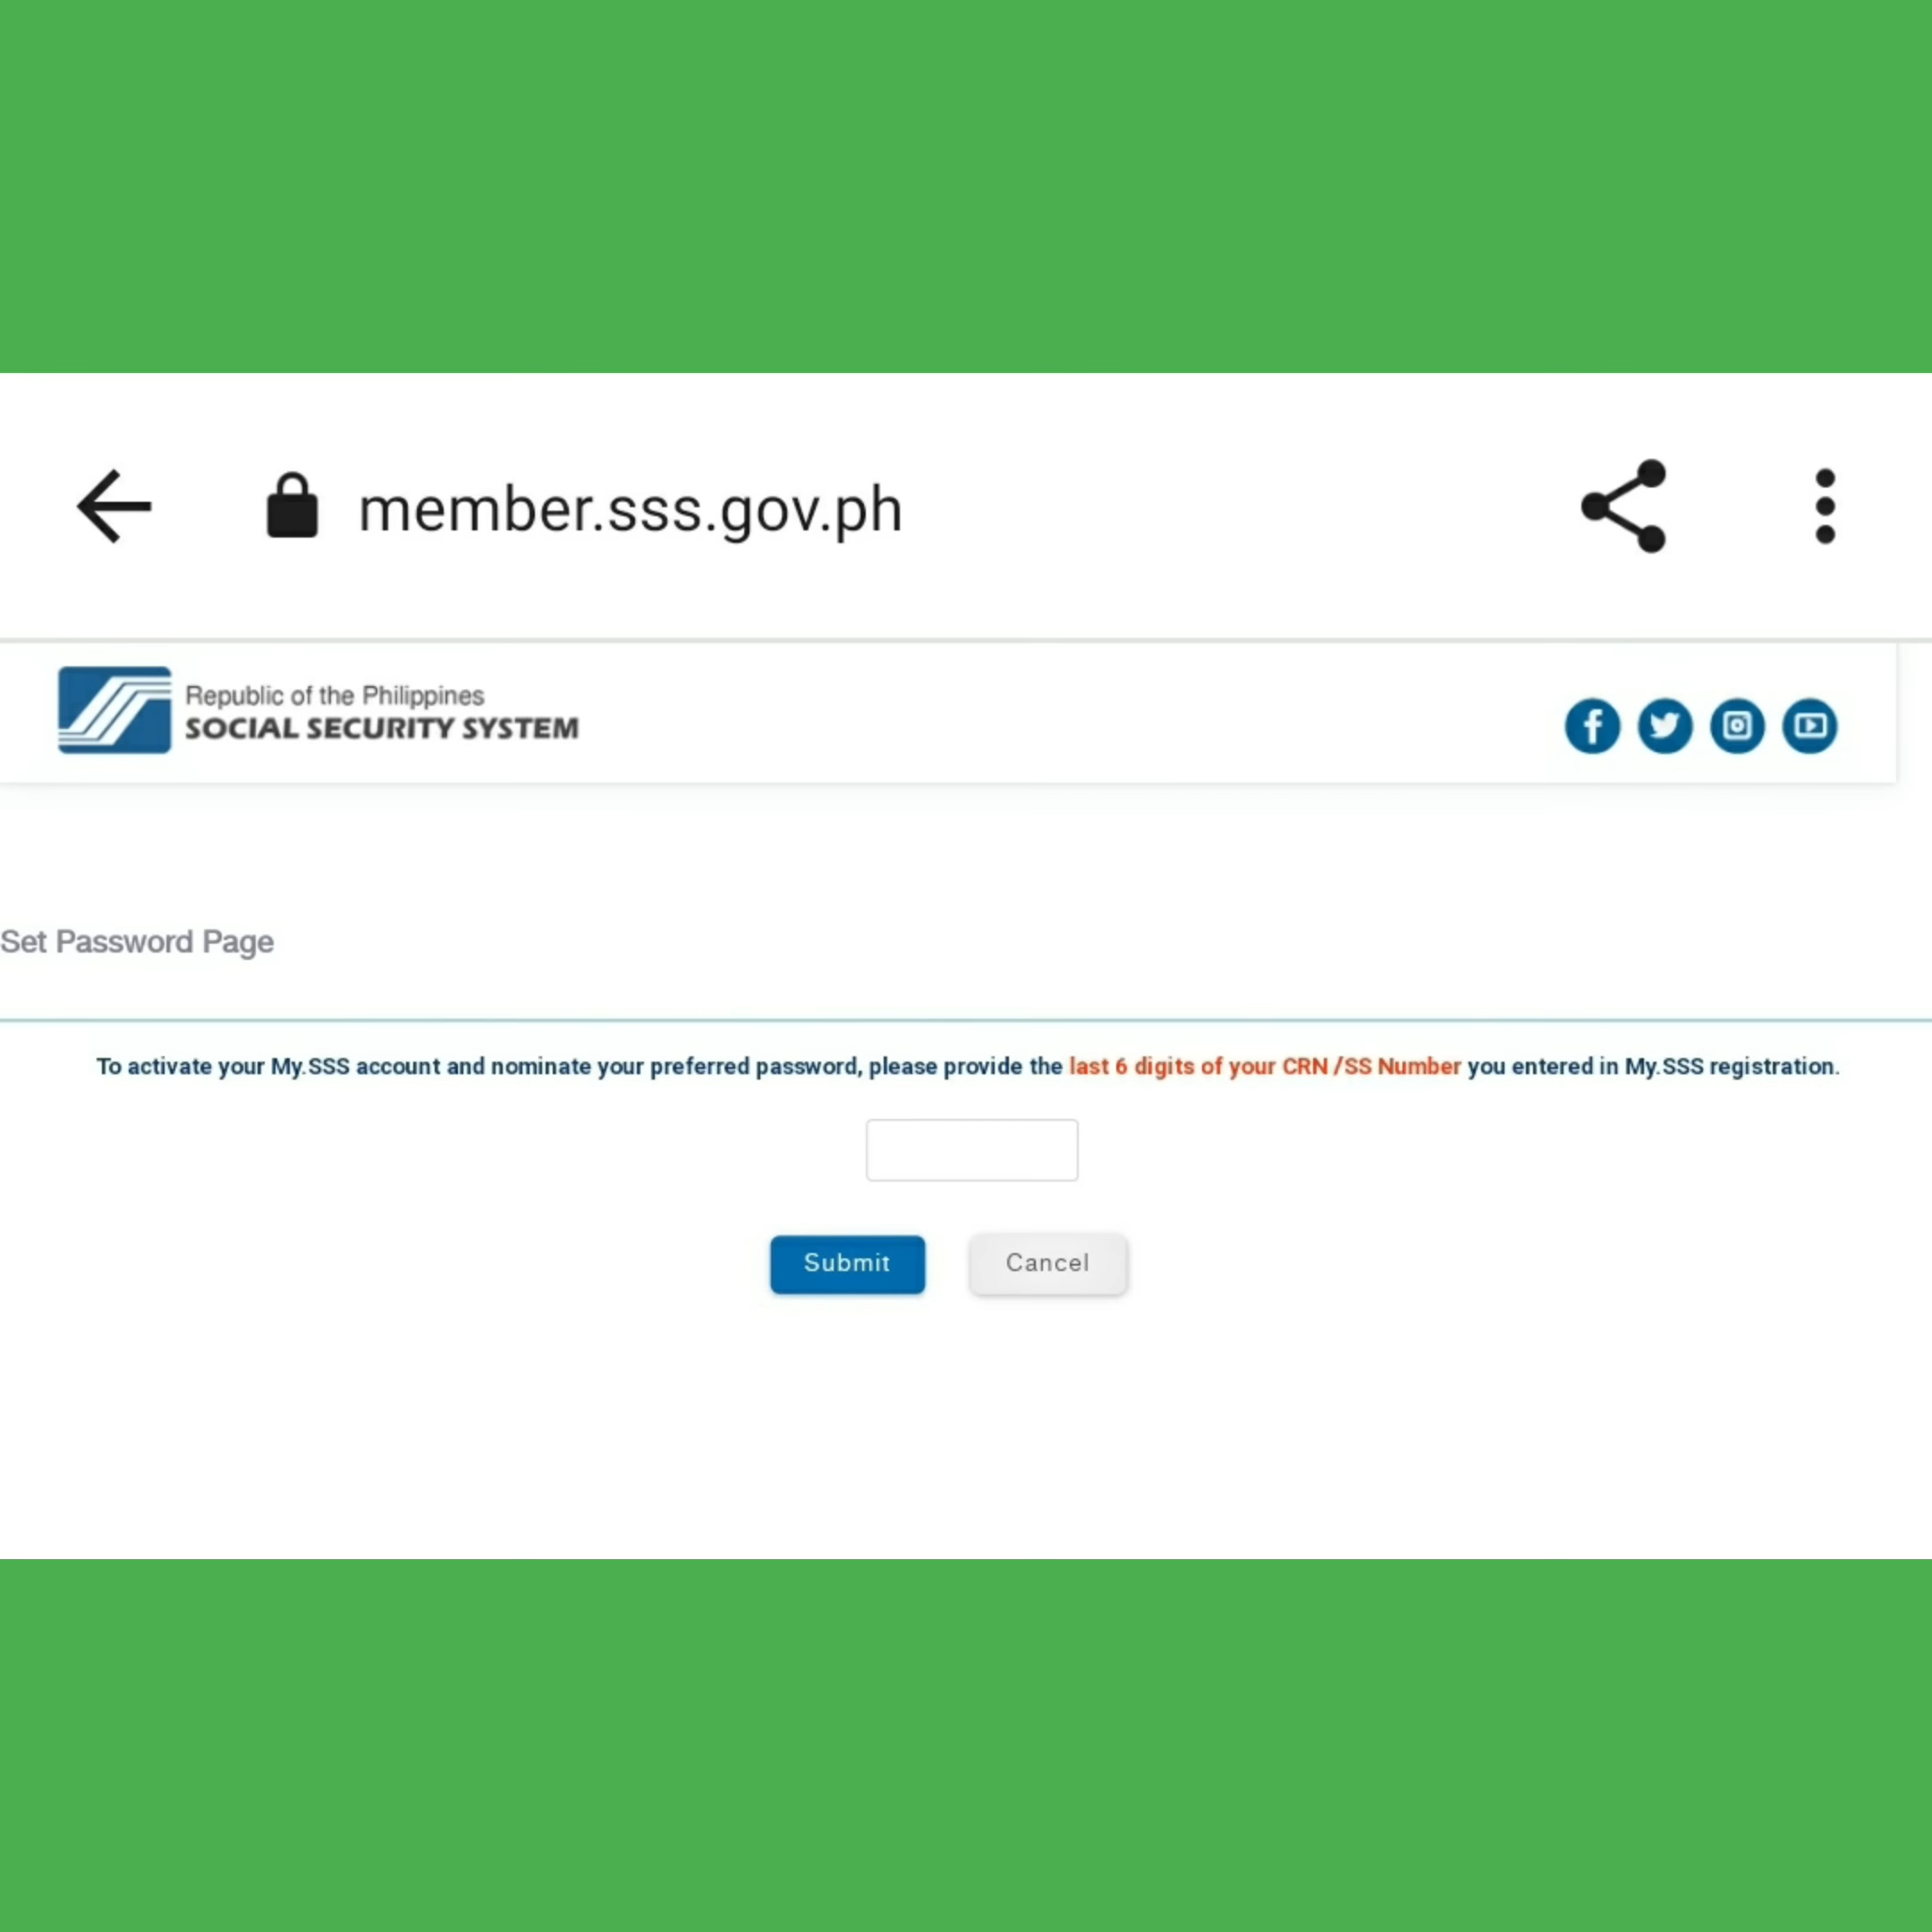 member.sss.gov.ph
Republic of the Philippines
SOCIAL SECURITY SYSTEM
Set Password Page
To activate your My.SSS account and nominate your preferred password, please provide the last 6 digits of your CRN /SS Number you entered in My.SSS registration.
Submit Cancel